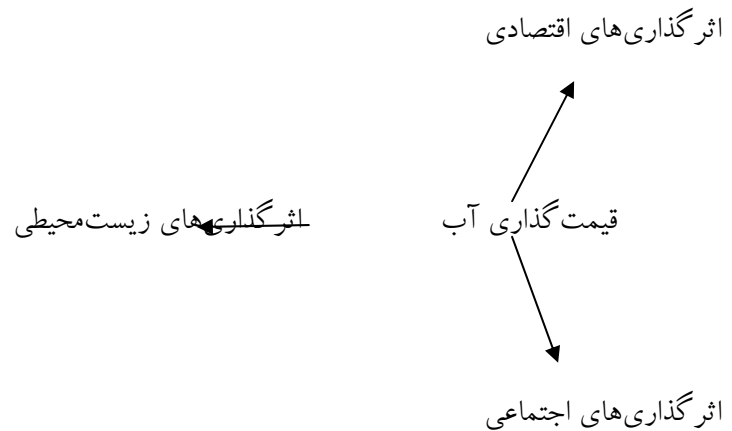 اثرگذاری‌های اقتصادی
قیمت‌گذاری آب
اثرگذاری‌های زیست‌محیطی
اثرگذاری‌های اجتماعی